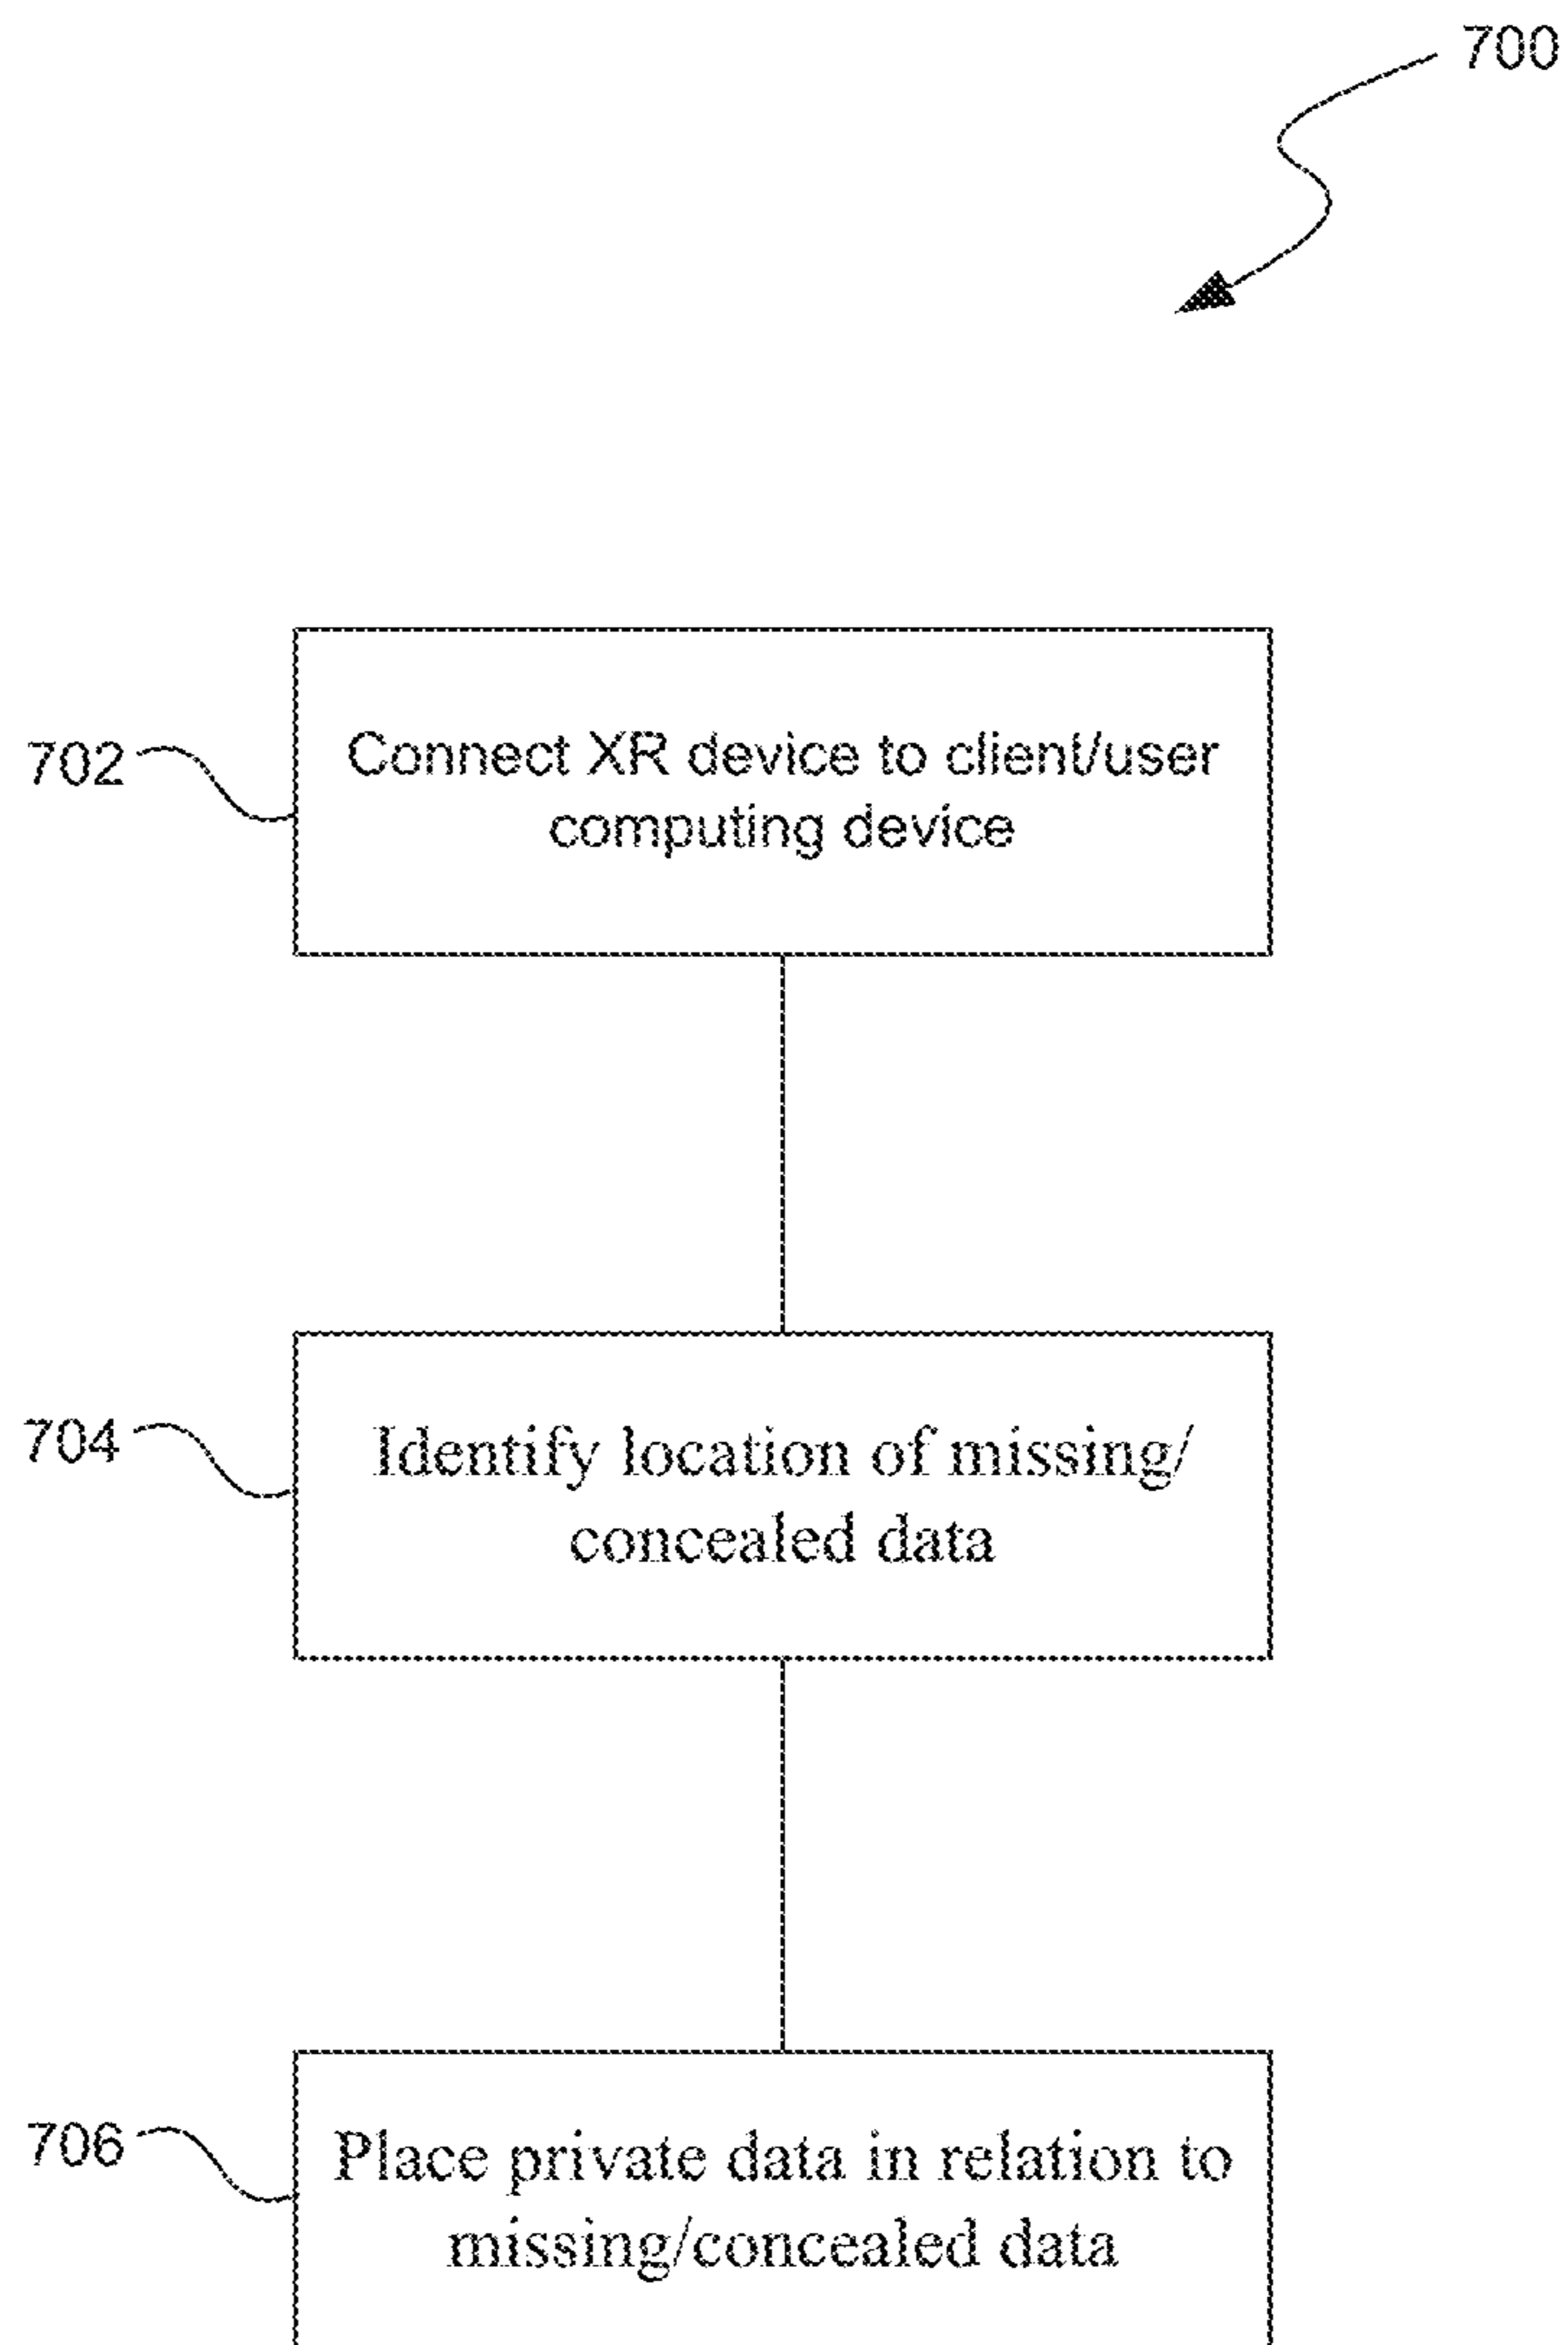 700
702
Connect XR device to client/user
computing device
704
Identify location of missing/
concealed data
706
Place private data in relation to
missing/concealed data